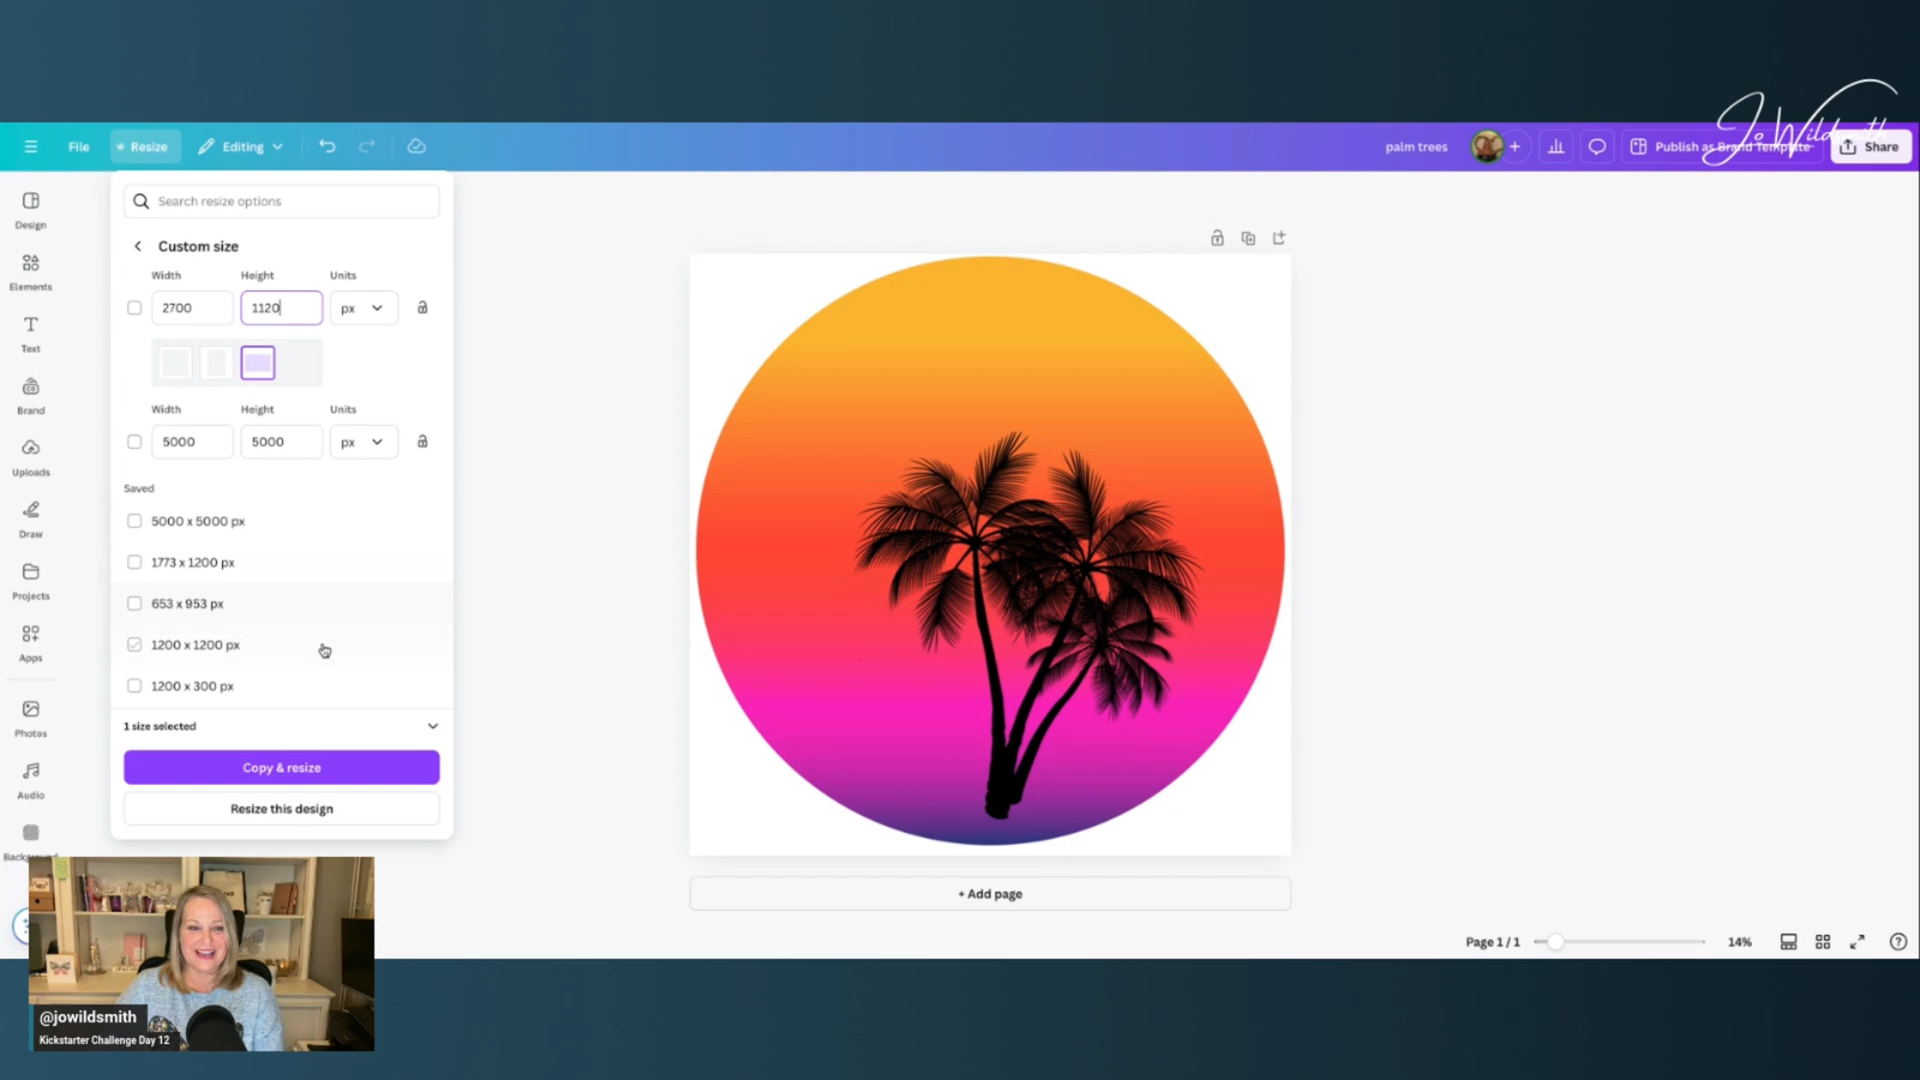 Jo Wildsmith
File
Resize
Editing
palm trees
Publish as Brand Template
Share
Design
Elements
Text
Brand
Uploads
Draw
Projects
Apps
Photos
Audio
Background
Search resize options
Custom size
Width Height Units
2700 1120 px
Width Height Units
5000 5000 px
Saved
5000 x 5000 px
1773 x 1200 px
653 x 953 px
1200 x 1200 px
1200 x 300 px
1 size selected
Copy & resize
Resize this design
+ Add page
Page 1 / 1
14%
@jowildsmith
Kickstarter Challenge Day 12